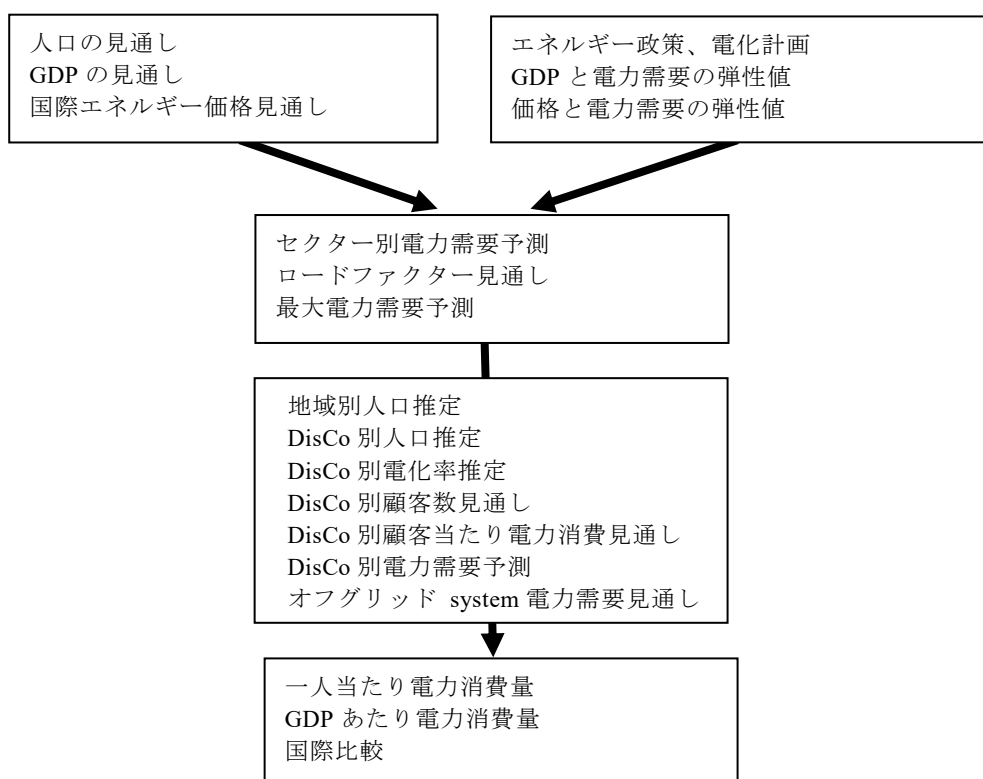 人口の見通し
GDP の見通し
国際エネルギー価格見通し
エネルギー政策、電化計画
GDP と電力需要の弾性値
価格と電力需要の弾性値
セクター別電力需要予測
ロードファクター見通し
最大電力需要予測
地域別人口推定
DisCo 別人口推定
DisCo 別電化率推定
DisCo 別顧客数見通し
DisCo 別顧客当たり電力消費見通し
DisCo 別電力需要予測
オフグリッド system 電力需要見通し
一人当たり電力消費量
GDP あたり電力消費量
国際比較